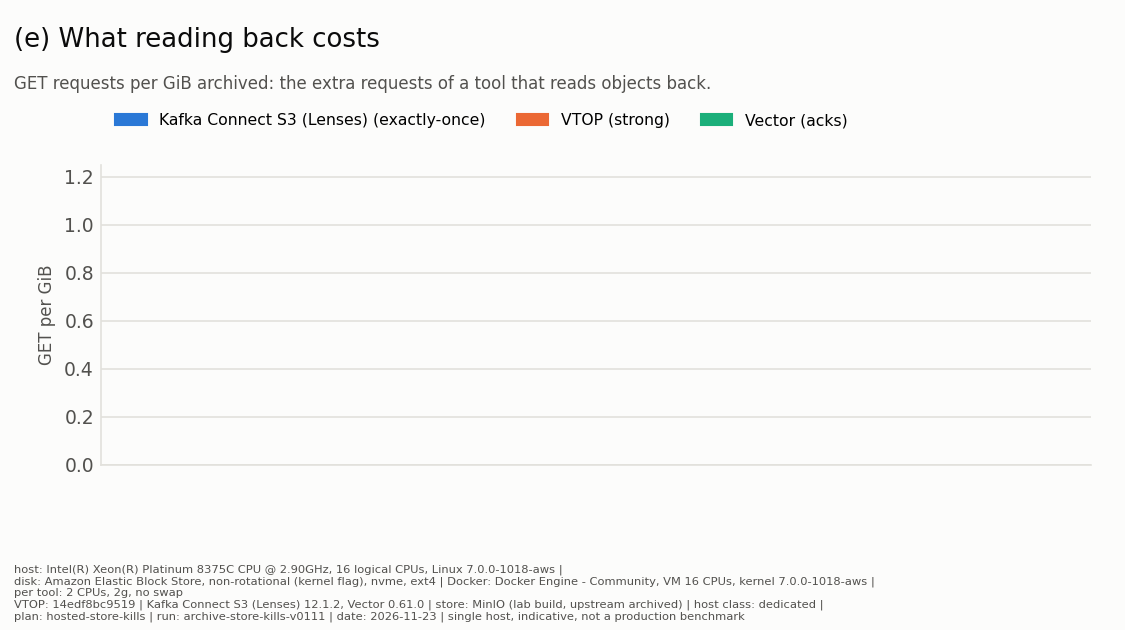 (e) What reading back costs
GET requests per GiB archived: the extra requests of a tool that reads objects back.
Kafka Connect S3 (Lenses) (exactly-once) VTOP (strong) Vector (acks)
1.2
1.0
0.8
0.6
0.4
0.2
0.0
GET per GiB
host: Intel(R) Xeon(R) Platinum 8375C CPU @ 2.90GHz, 16 logical CPUs, Linux 7.0.0-1018-aws |
disk: Amazon Elastic Block Store, non-rotational (kernel flag), nvme, ext4 | Docker: Docker Engine - Community, VM 16 CPUs, kernel 7.0.0-1018-aws |
per tool: 2 CPUs, 2g, no swap
VTOP: 14edf8bc9519 | Kafka Connect S3 (Lenses) 12.1.2, Vector 0.61.0 | store: MinIO (lab build, upstream archived) | host class: dedicated |
plan: hosted-store-kills | run: archive-store-kills-v0111 | date: 2026-11-23 | single host, indicative, not a production benchmark